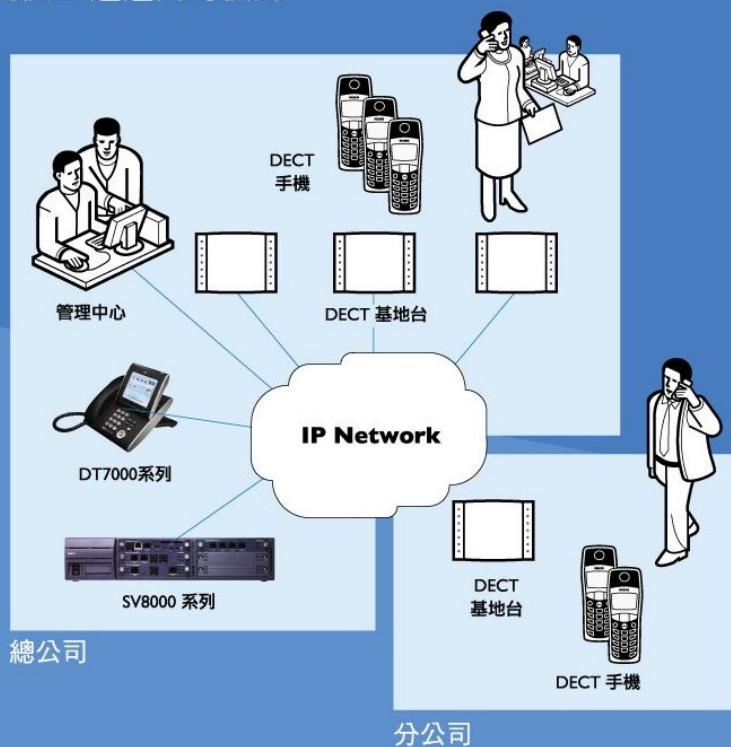 DECT
手機
管理中心
DECT 基地台
IP Network
DT7000系列
SV8000 系列
總公司
DECT
基地台
DECT 手機
分公司